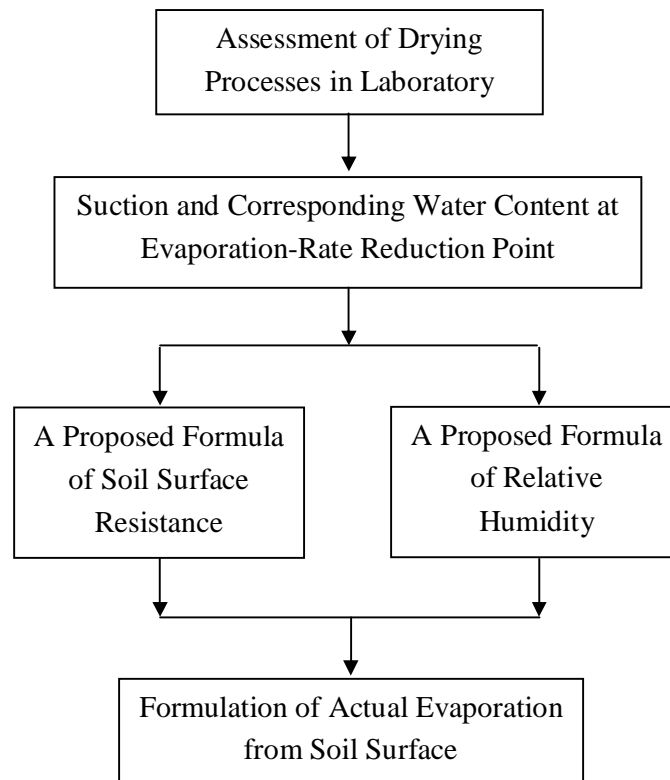 Assessment of Drying
Processes in Laboratory
Suction and Corresponding Water Content at
Evaporation-Rate Reduction Point
A Proposed Formula
of Soil Surface
Resistance
A Proposed Formula
of Relative
Humidity
Formulation of Actual Evaporation
from Soil Surface